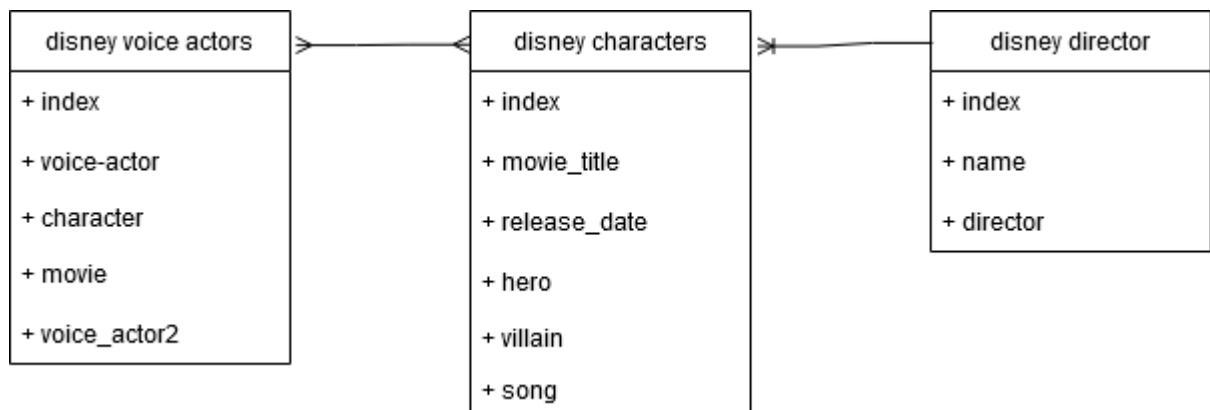 disney voice actors
+ index
+ voice-actor
+ character
+ movie
+ voice_actor2
disney characters
+ index
+ movie_title
+ release_date
+ hero
+ villain
+ song
disney director
+ index
+ name
+ director